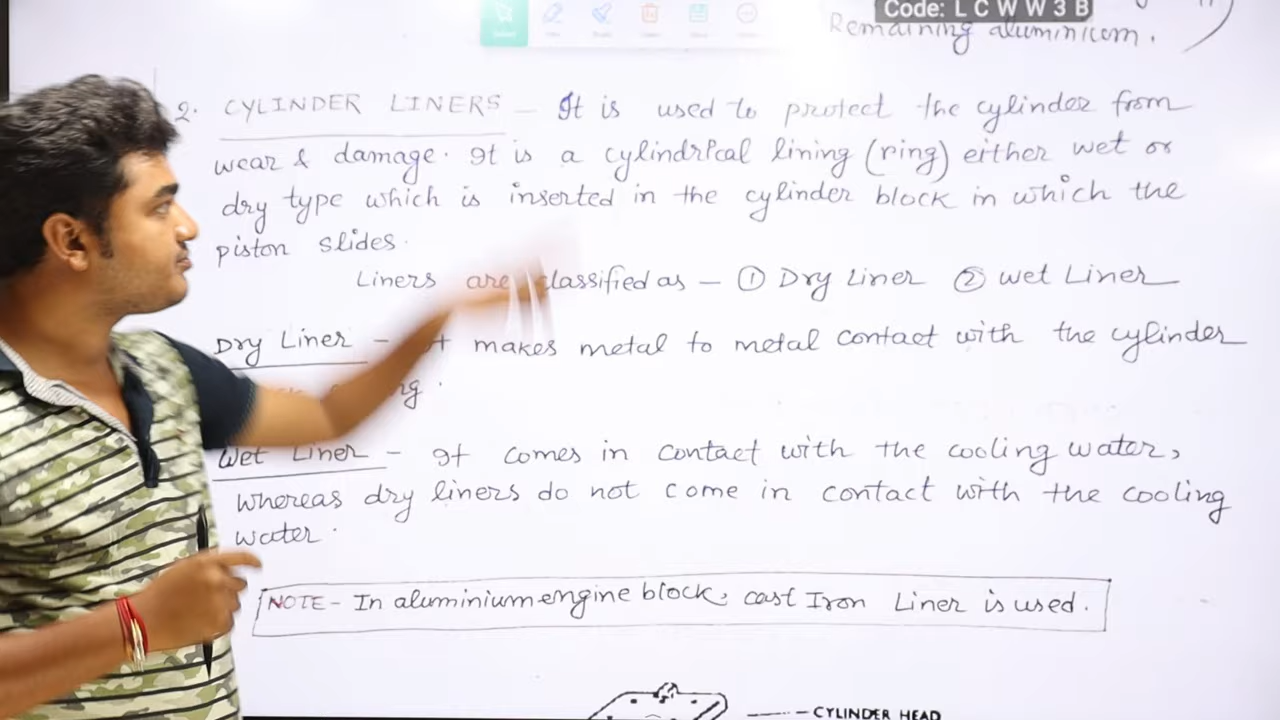 Code: L C W W 3 B
Remaining aluminium.
2. CYLINDER LINERS – It is used to protect the cylinder from
wear & damage. It is a cylindrical lining (ring) either wet or
dry type which is inserted in the cylinder block in which the
piston slides.
Liners are classified as – ① Dry Liner ② wet Liner
Dry Liner – It makes metal to metal contact with the cylinder
Wet Liner – It comes in contact with the cooling water,
whereas dry liners do not come in contact with the cooling
water.
NOTE – In aluminium engine block, cast Iron Liner is used.
CYLINDER HEAD